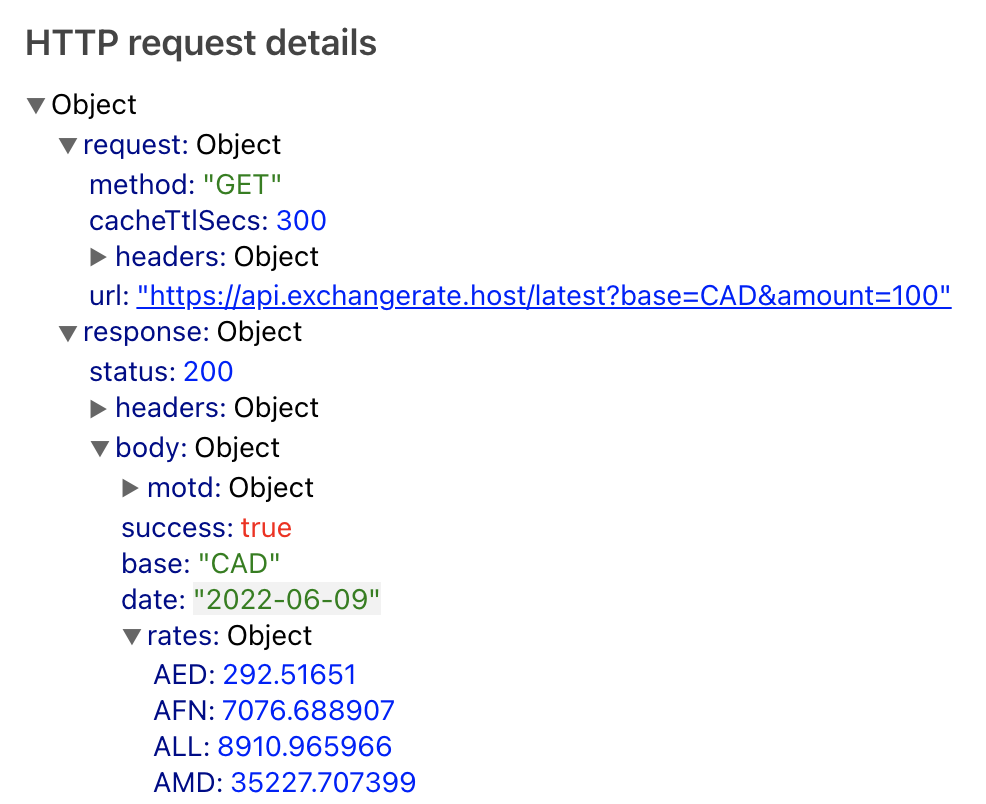 HTTP request details
Object
request: Object
method: "GET"
cacheTtlSecs: 300
headers: Object
url: "https://api.exchangerate.host/latest?base=CAD&amount=100"
response: Object
status: 200
headers: Object
body: Object
motd: Object
success: true
base: "CAD"
date: "2022-06-09"
rates: Object
AED: 292.51651
AFN: 7076.688907
ALL: 8910.965966
AMD: 35227.707399